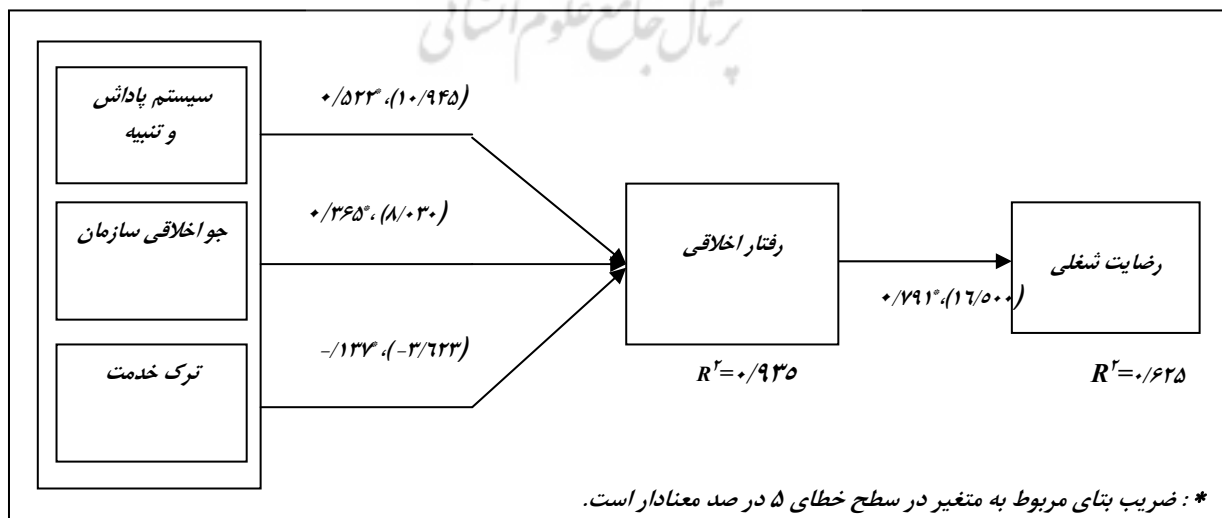 پرتال جامع علوم انسانی
سیستم پاداش
و تنبیه
۰/۵۲۳*،(۱۰/۹۴۵)
جو اخلاقی سازمان
۰/۳۶۵*،(۸/۰۳۰)
ترک خدمت
-/۱۳۷*،(-۳/۶۲۳)
رفتار اخلاقی
R۲=۰/۹۳۵
۰/۷۹۱*،(۱۶/۵۰۰)
رضایت شغلی
R۲=۰/۶۲۵
* : ضریب بتای مربوط به متغیر در سطح خطای ۵ در صد معنادار است.